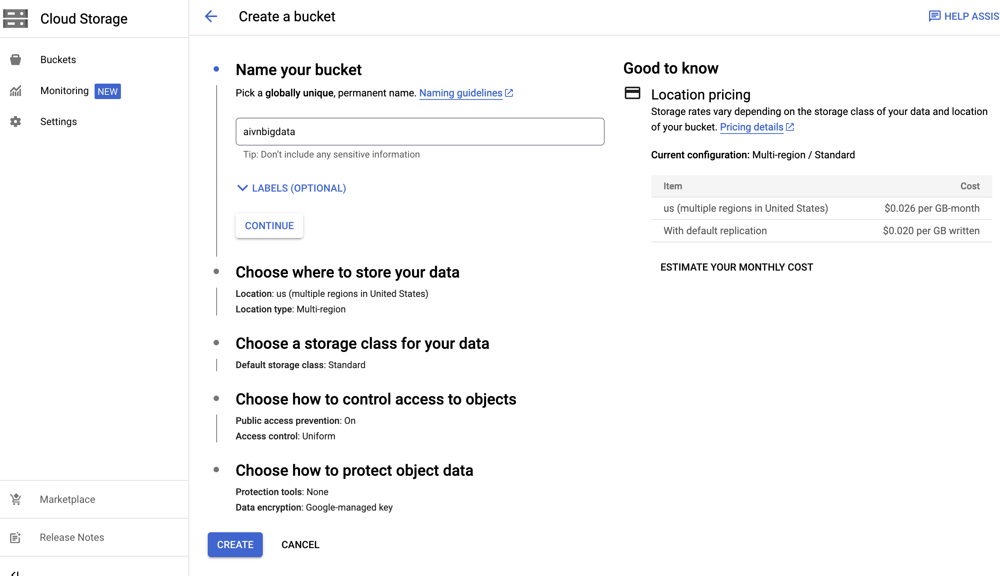 Cloud Storage
Buckets
Monitoring NEW
Settings
Marketplace
Release Notes
Create a bucket
HELP ASSIS
Name your bucket
Pick a globally unique, permanent name. Naming guidelines
aivnbigdata
Tip: Don’t include any sensitive information
LABELS (OPTIONAL)
CONTINUE
Choose where to store your data
Location: us (multiple regions in United States)
Location type: Multi-region
Choose a storage class for your data
Default storage class: Standard
Choose how to control access to objects
Public access prevention: On
Access control: Uniform
Choose how to protect object data
Protection tools: None
Data encryption: Google-managed key
CREATE CANCEL
Good to know
Location pricing
Storage rates vary depending on the storage class of your data and location
of your bucket. Pricing details
Current configuration: Multi-region / Standard
Item Cost
us (multiple regions in United States) $0.026 per GB-month
With default replication $0.020 per GB written
ESTIMATE YOUR MONTHLY COST